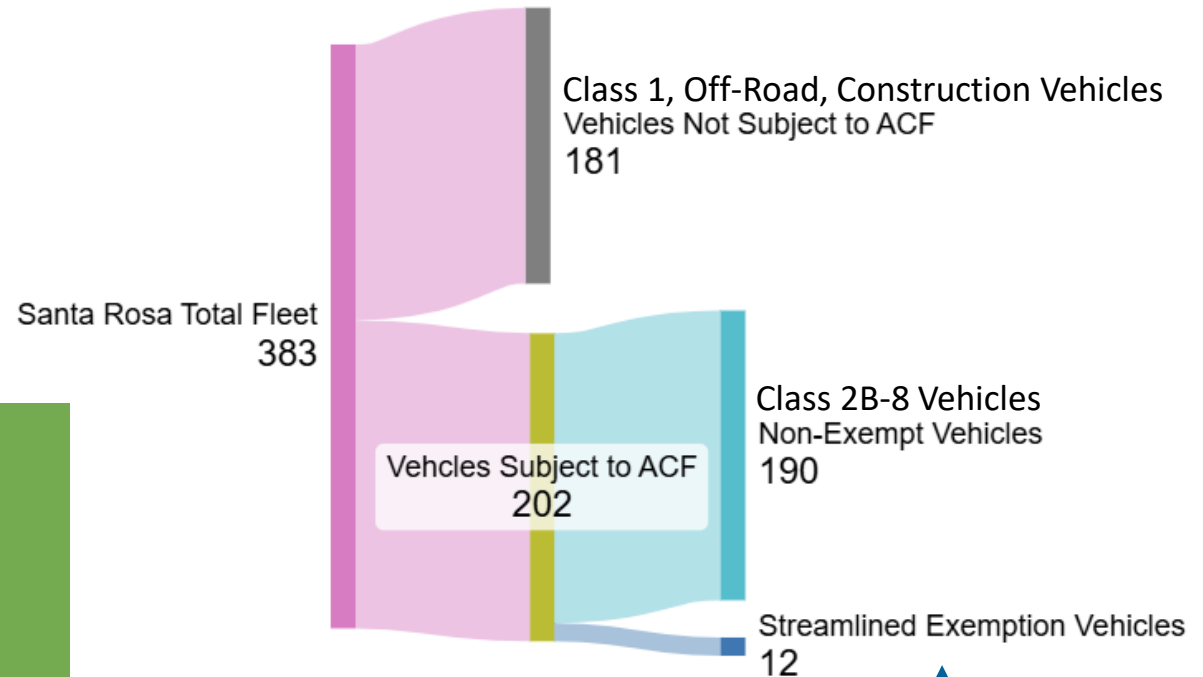 Class 1, Off-Road, Construction Vehicles
Vehicles Not Subject to ACF
181
Santa Rosa Total Fleet
383
Class 2B-8 Vehicles
Non-Exempt Vehicles
190
Vehcles Subject to ACF
202
Streamlined Exemption Vehicles
12